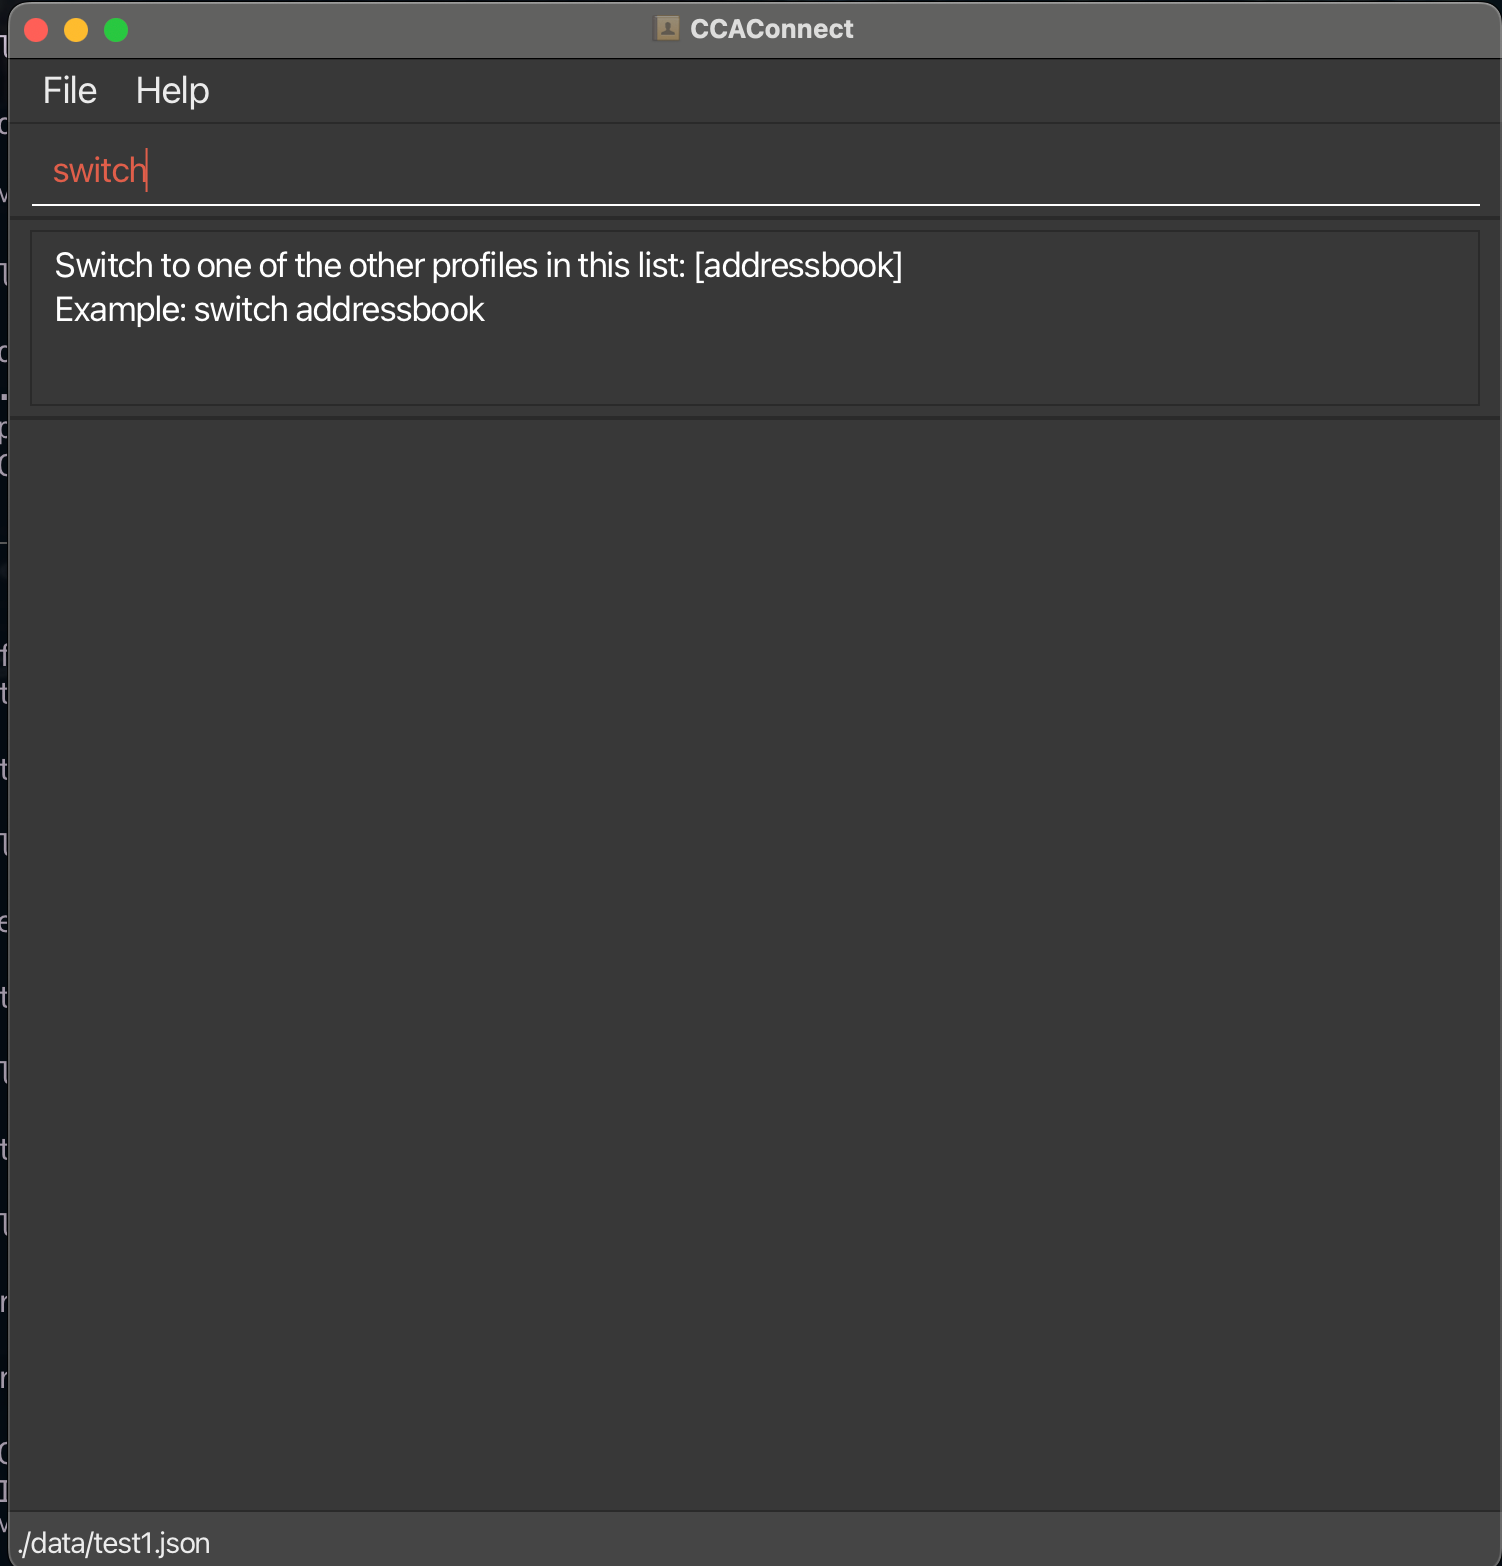 CCAConnect
File Help
switch
Switch to one of the other profiles in this list: [addressbook]
Example: switch addressbook
./data/test1.json